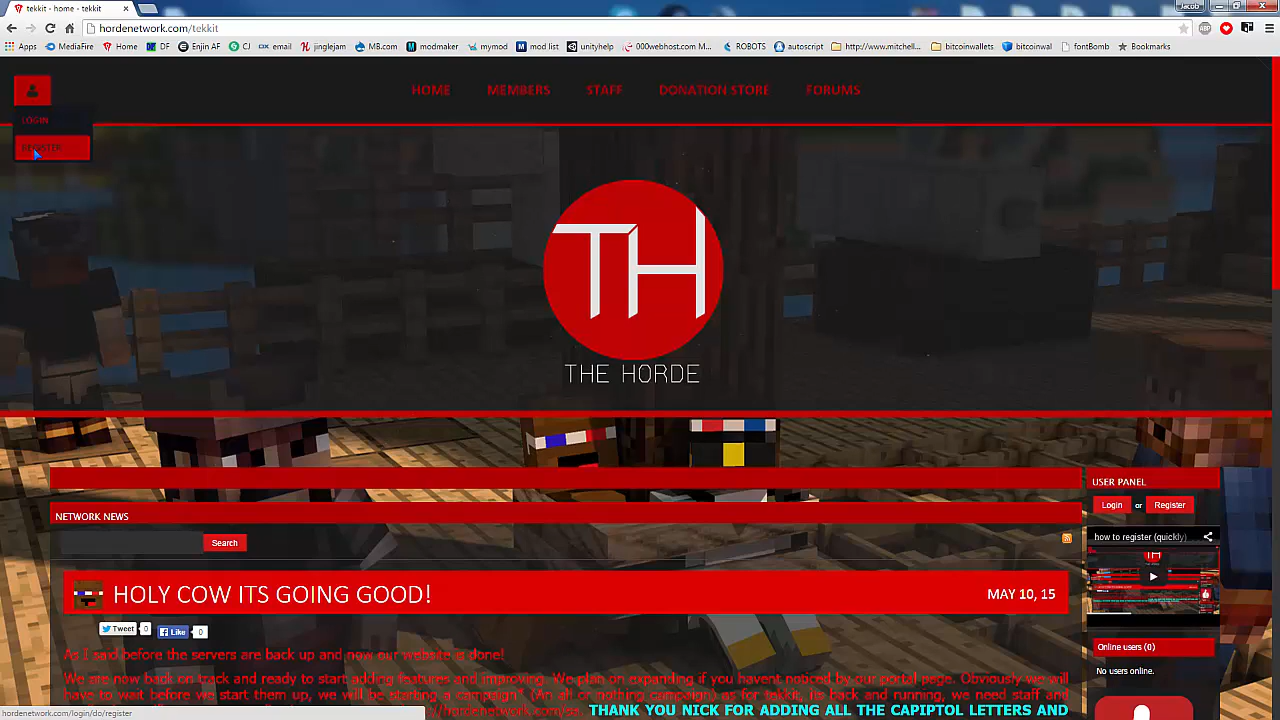 tekkit - home - tekkit
Jacob
hordenetwork.com/tekkit
Apps MediaFire Home DF Enjin AF CJ email jinglejam MB.com modmaker mymod mod list unityhelp 000webhost.com M... ROBOTS autoscript http://www.mitchell... bitcoinwallets bitcoinwal fontBomb Bookmarks
HOME MEMBERS STAFF DONATION STORE FORUMS
LOGIN
REGISTER
TH
THE HORDE
USER PANEL
Login or Register
NETWORK NEWS
Search
how to register (quickly)
TH
HOLY COW ITS GOING GOOD!
MAY 10, 15
Tweet 0 Like 0
As I said before the servers are back up and now our website is done!
We are now back on track and ready to start adding features and improving. We plan on expanding if you havent noticed by our portal page. Obviously we will
have to wait before we start them up, we will be starting a campaign* (An all or nothing campaign) as for tekkit, its back and running, we need staff and
THANK YOU NICK FOR ADDING ALL THE CAPIPTOL LETTERS AND
Online users (0)
No users online.
hordenetwork.com/login/do/register